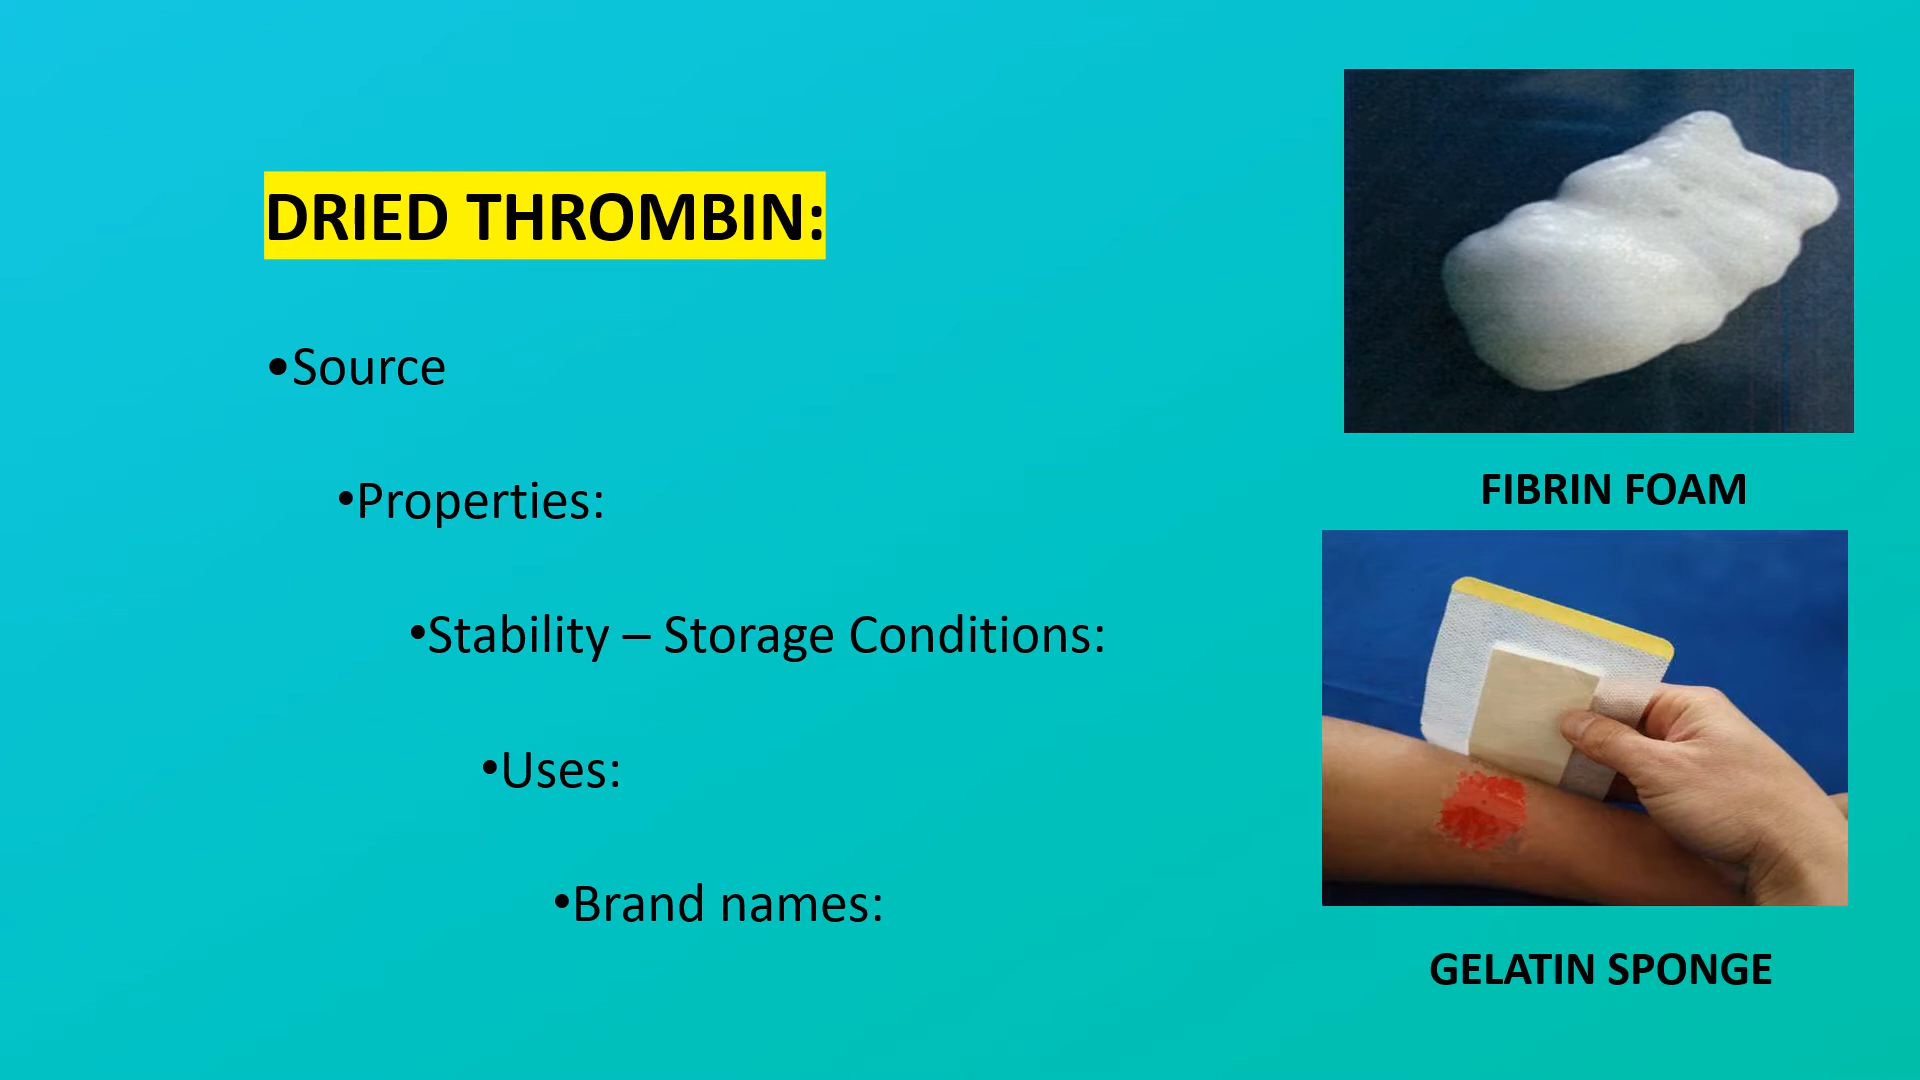 DRIED THROMBIN:
•Source
•Properties:
•Stability – Storage Conditions:
•Uses:
•Brand names:
FIBRIN FOAM
GELATIN SPONGE